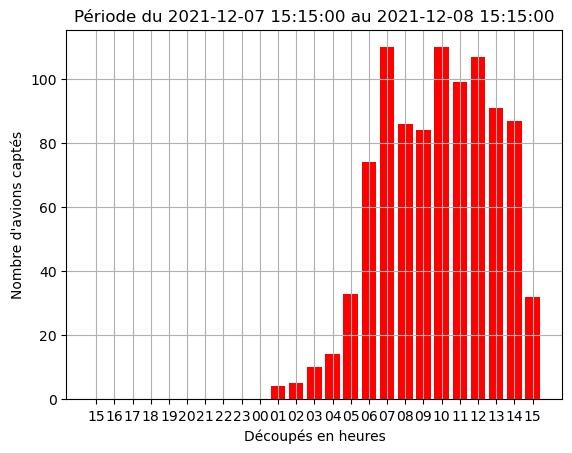 Période du 2021-12-07 15:15:00 au 2021-12-08 15:15:00
Nombre d'avions captés
100
80
60
40
20
0
15 16 17 18 19 20 21 22 23 00 01 02 03 04 05 06 07 08 09 10 11 12 13 14 15
Découpés en heures